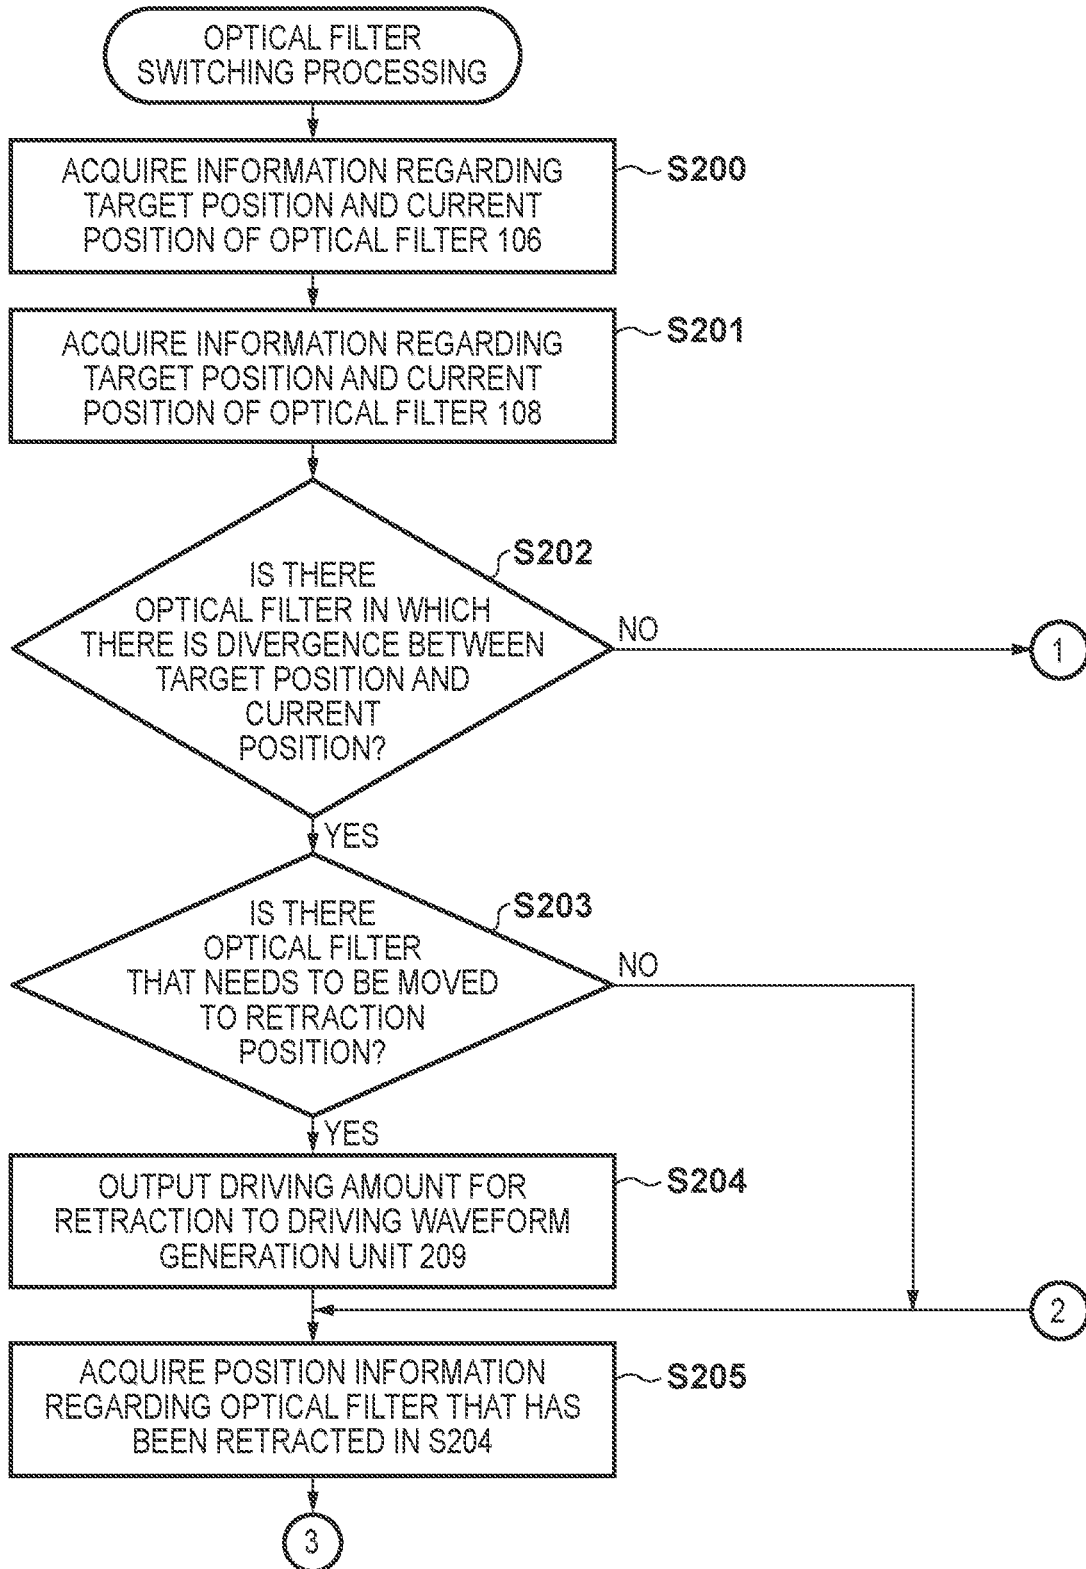 OPTICAL FILTER
SWITCHING PROCESSING
ACQUIRE INFORMATION REGARDING
TARGET POSITION AND CURRENT
POSITION OF OPTICAL FILTER 106
S200
ACQUIRE INFORMATION REGARDING
TARGET POSITION AND CURRENT
POSITION OF OPTICAL FILTER 108
S201
IS THERE
OPTICAL FILTER IN WHICH
THERE IS DIVERGENCE BETWEEN
TARGET POSITION AND
CURRENT
POSITION?
S202
NO
1
YES
IS THERE
OPTICAL FILTER
THAT NEEDS TO BE MOVED
TO RETRACTION
POSITION?
S203
NO
YES
OUTPUT DRIVING AMOUNT FOR
RETRACTION TO DRIVING WAVEFORM
GENERATION UNIT 209
S204
2
ACQUIRE POSITION INFORMATION
REGARDING OPTICAL FILTER THAT HAS
BEEN RETRACTED IN S204
S205
3